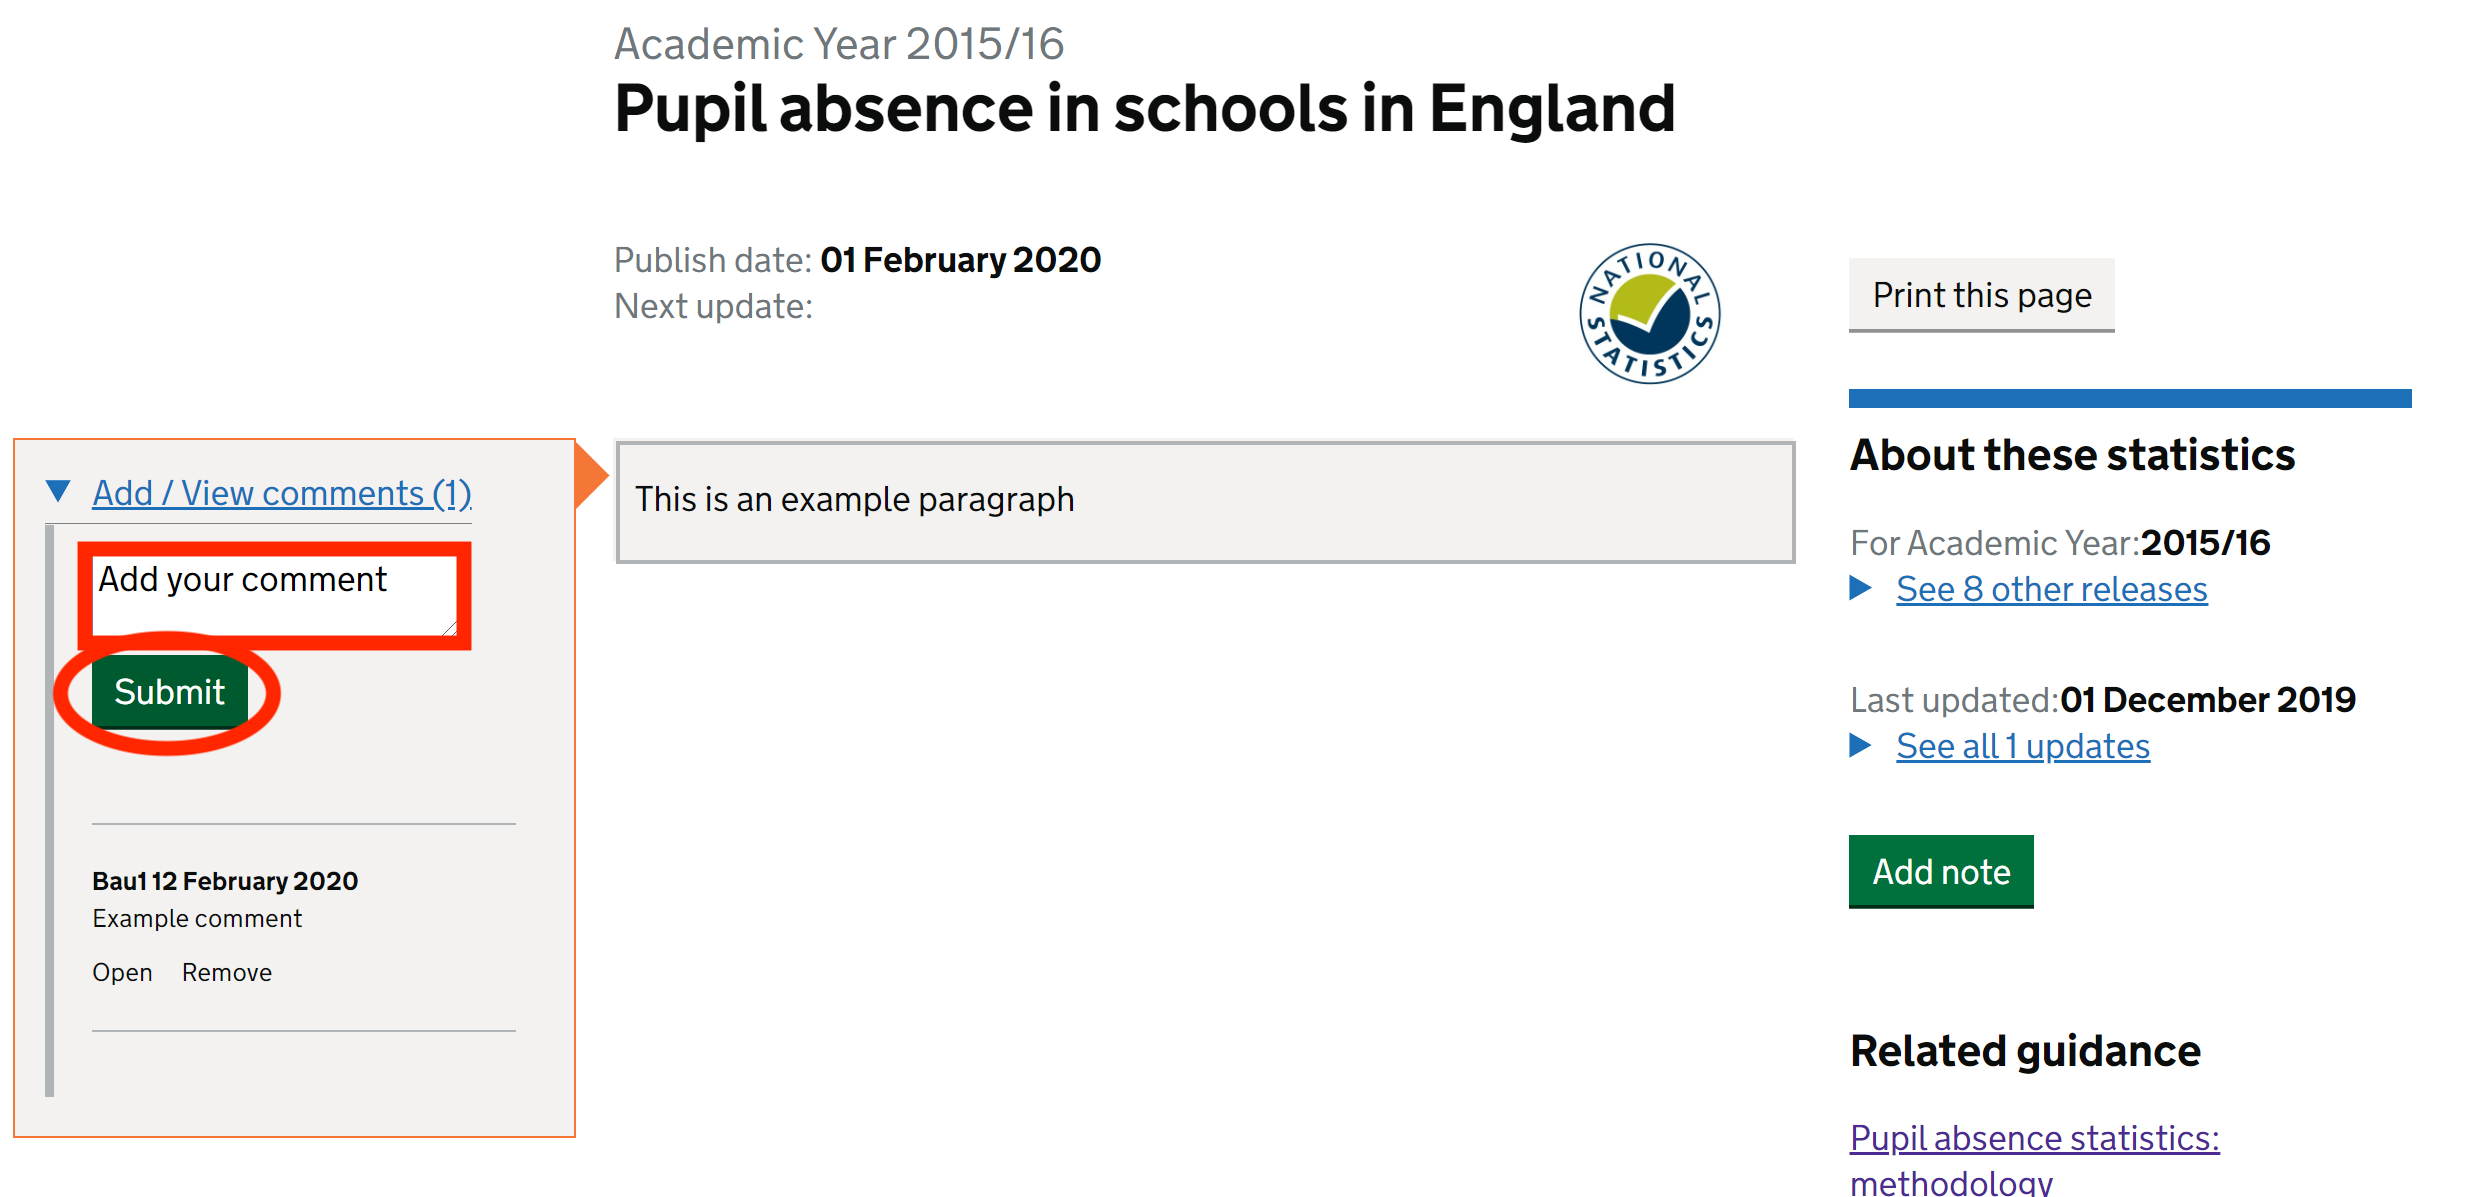 Academic Year 2015/16
Pupil absence in schools in England
Publish date: 01 February 2020
Next update:
NATIONAL STATISTICS
Print this page
Add / View comments (1)
Add your comment
Submit
Bau1 12 February 2020
Example comment
Open Remove
This is an example paragraph
About these statistics
For Academic Year:2015/16
See 8 other releases
Last updated:01 December 2019
See all 1 updates
Add note
Related guidance
Pupil absence statistics:
methodology